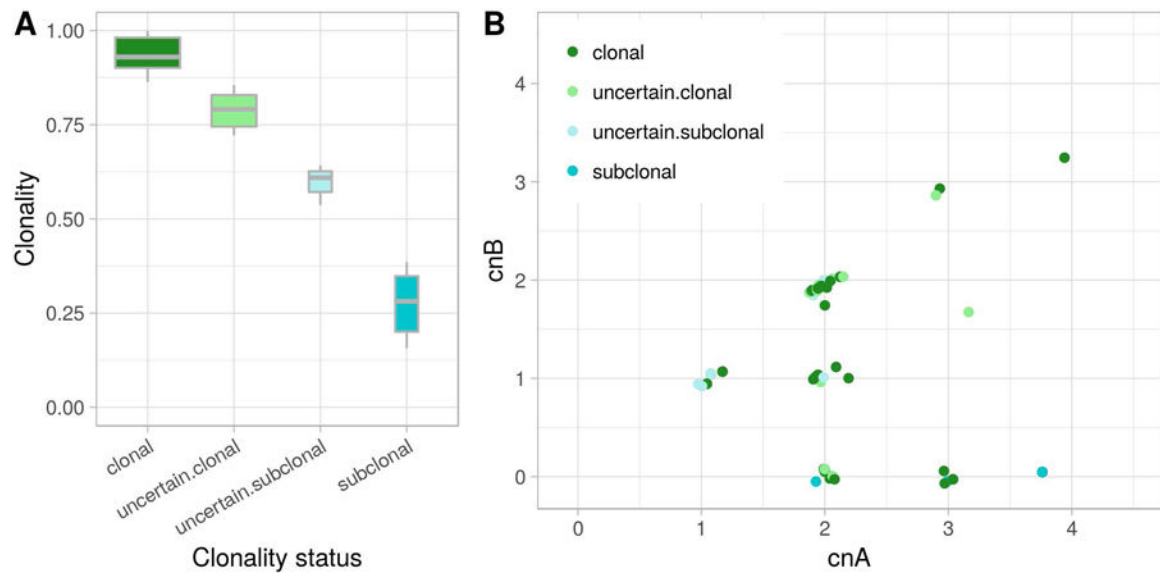 A
1.00
0.75
0.50
0.25
0.00
Clonality
clonal
uncertain.clonal
uncertain.subclonal
subclonal
Clonality status
B
clonal
uncertain.clonal
uncertain.subclonal
subclonal
4
3
2
1
0
cnB
0 1 2 3 4
cnA